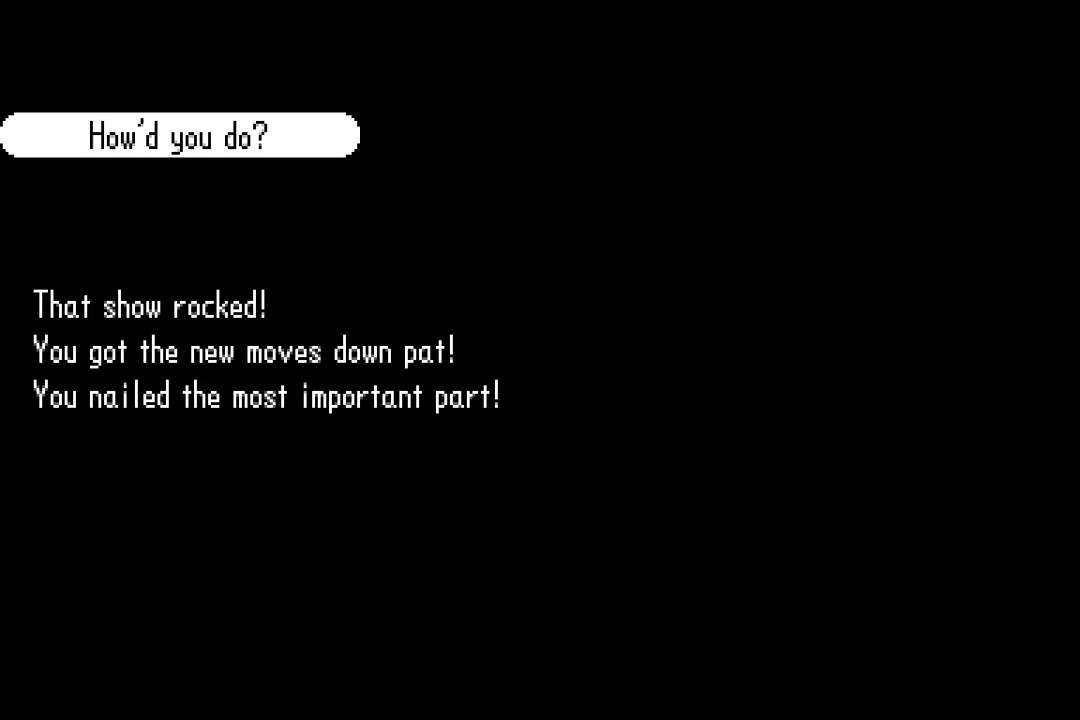 How'd you do?
That show rocked!
You got the new moves down pat!
You nailed the most important part!